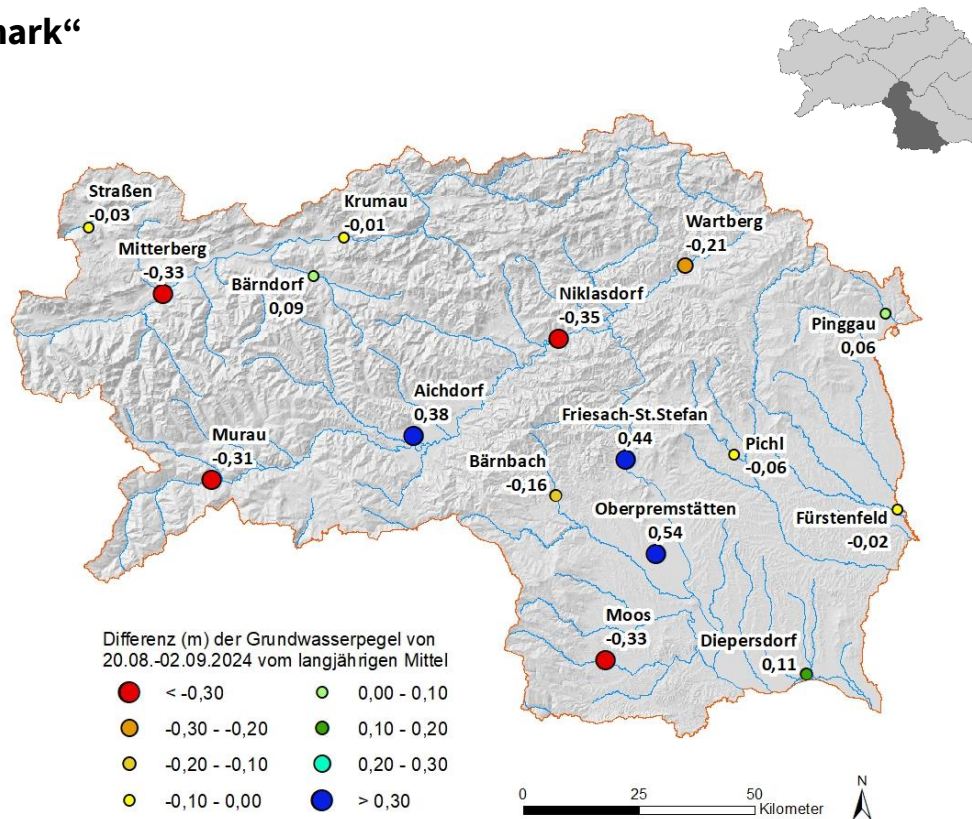 nark“
Straßen
-0,03
Krumau
-0,01
Wartberg
-0,21
Mitterberg
-0,33
Bärndorf
0,09
Niklasdorf
-0,35
Pinggau
0,06
Aichdorf
0,38
Friesach-St.Stefan
0,44
Murau
-0,31
Pichl
-0,06
Bärnbach
-0,16
Oberpremstätten
0,54
Fürstenfeld
-0,02
Moos
-0,33
Diepersdorf
0,11
Differenz (m) der Grundwasserpegel von
20.08.-02.09.2024 vom langjährigen Mittel
< -0,30
-0,30 - -0,20
-0,20 - -0,10
-0,10 - 0,00
0,00 - 0,10
0,10 - 0,20
0,20 - 0,30
> 0,30
0 25 50
Kilometer
N